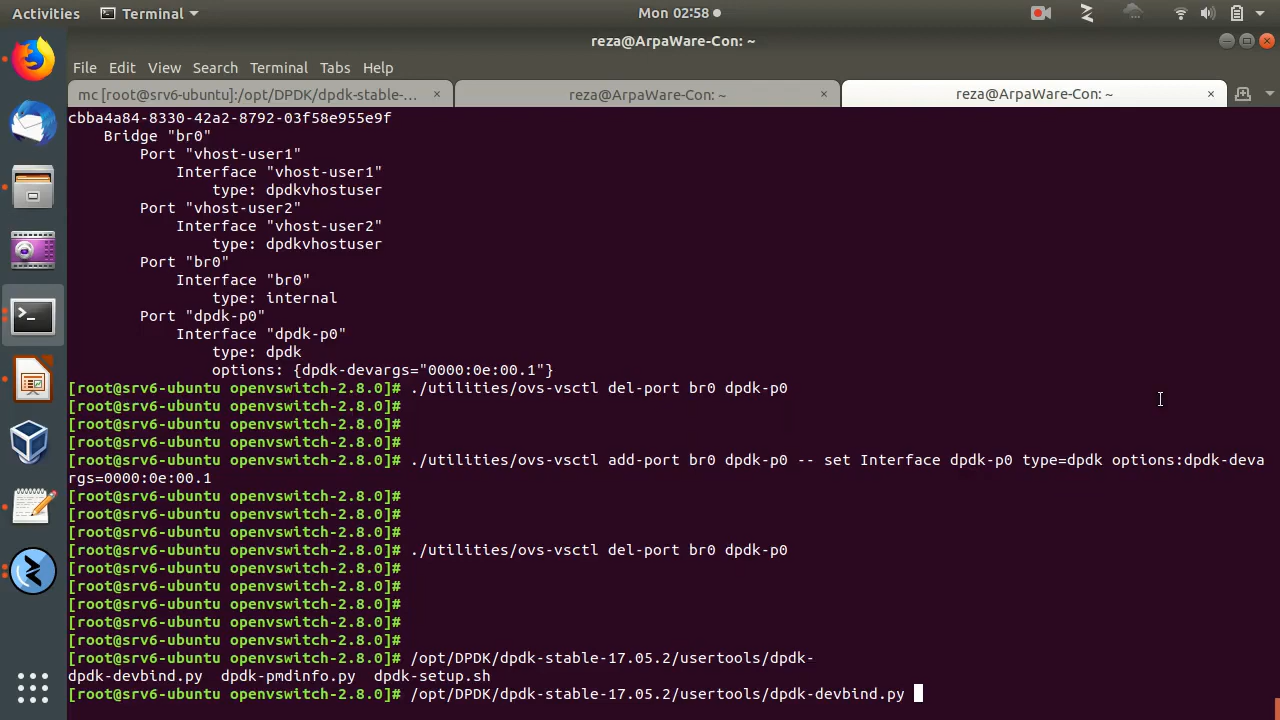 Activities
Terminal
Mon 02:58
reza@ArpaWare-Con: ~
File Edit View Search Terminal Tabs Help
mc [root@srv6-ubuntu]:/opt/DPDK/dpdk-stable-... × reza@ArpaWare-Con: ~ × reza@ArpaWare-Con: ~ ×
cbba4a84-8330-42a2-8792-03f58e955e9f
Bridge "br0"
Port "vhost-user1"
Interface "vhost-user1"
type: dpdkvhostuser
Port "vhost-user2"
Interface "vhost-user2"
type: dpdkvhostuser
Port "br0"
Interface "br0"
type: internal
Port "dpdk-p0"
Interface "dpdk-p0"
type: dpdk
options: {dpdk-devargs="0000:0e:00.1"}
[root@srv6-ubuntu openvswitch-2.8.0]# ./utilities/ovs-vsctl del-port br0 dpdk-p0
[root@srv6-ubuntu openvswitch-2.8.0]#
[root@srv6-ubuntu openvswitch-2.8.0]#
[root@srv6-ubuntu openvswitch-2.8.0]#
[root@srv6-ubuntu openvswitch-2.8.0]# ./utilities/ovs-vsctl add-port br0 dpdk-p0 -- set Interface dpdk-p0 type=dpdk options:dpdk-deva
rgs=0000:0e:00.1
[root@srv6-ubuntu openvswitch-2.8.0]#
[root@srv6-ubuntu openvswitch-2.8.0]#
[root@srv6-ubuntu openvswitch-2.8.0]#
[root@srv6-ubuntu openvswitch-2.8.0]# ./utilities/ovs-vsctl del-port br0 dpdk-p0
[root@srv6-ubuntu openvswitch-2.8.0]#
[root@srv6-ubuntu openvswitch-2.8.0]#
[root@srv6-ubuntu openvswitch-2.8.0]#
[root@srv6-ubuntu openvswitch-2.8.0]#
[root@srv6-ubuntu openvswitch-2.8.0]#
[root@srv6-ubuntu openvswitch-2.8.0]# /opt/DPDK/dpdk-stable-17.05.2/usertools/dpdk-
dpdk-devbind.py dpdk-pmdinfo.py dpdk-setup.sh
[root@srv6-ubuntu openvswitch-2.8.0]# /opt/DPDK/dpdk-stable-17.05.2/usertools/dpdk-devbind.py